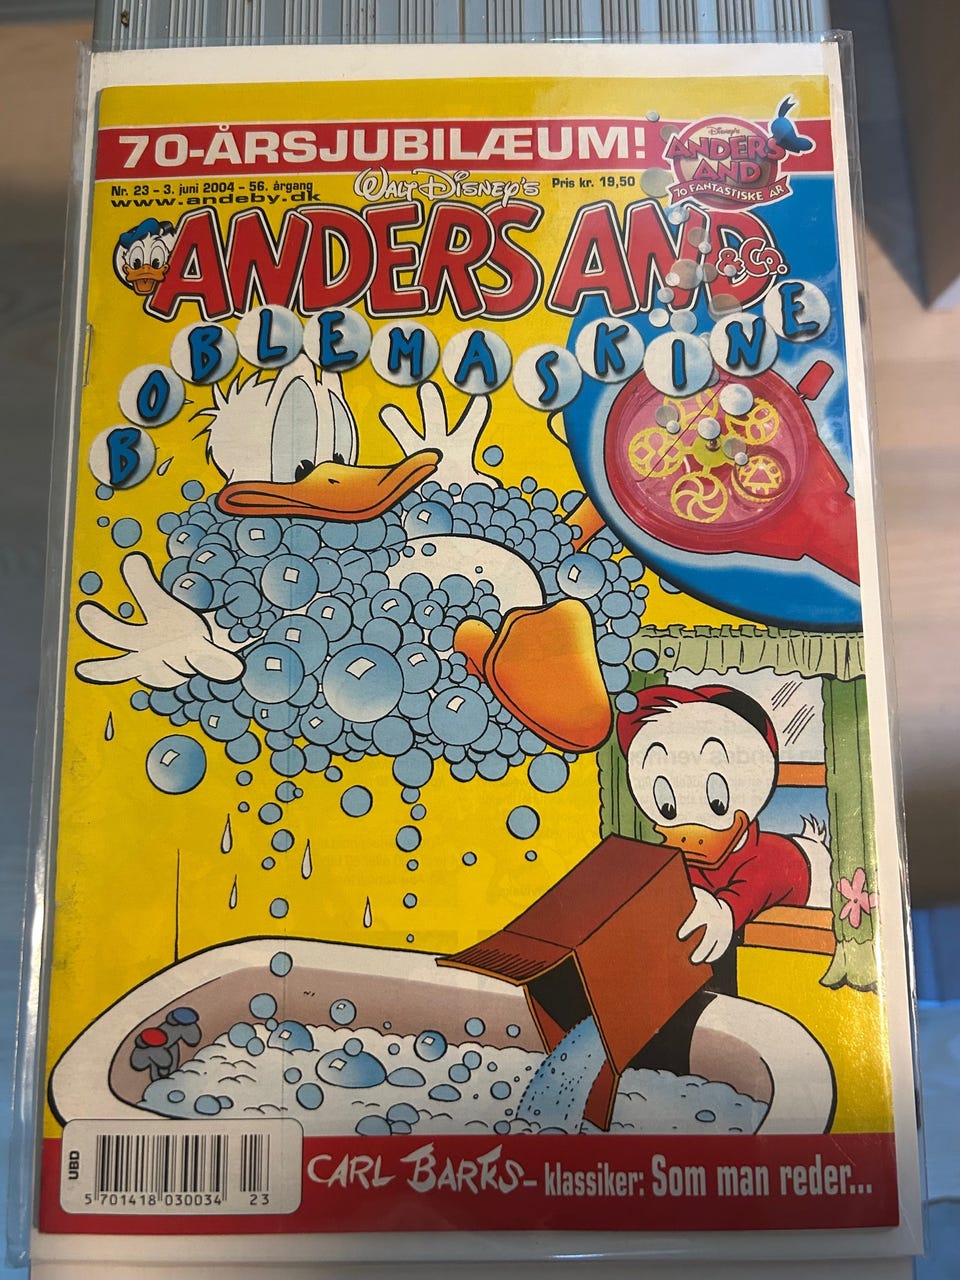 70-ÅRSJUBILÆUM!
Disney's
ANDERS
AND
70 FANTASTISKE ÅR
Nr. 23 - 3. juni 2004 - 56. årgang
www.andeby.dk
WALT DISNEY'S
Pris kr. 19,50
ANDERS AND
& Co.
BOBLEMASKINE
UBD
5 701418 030034
23
CARL BARKS – klassiker: Som man reder...